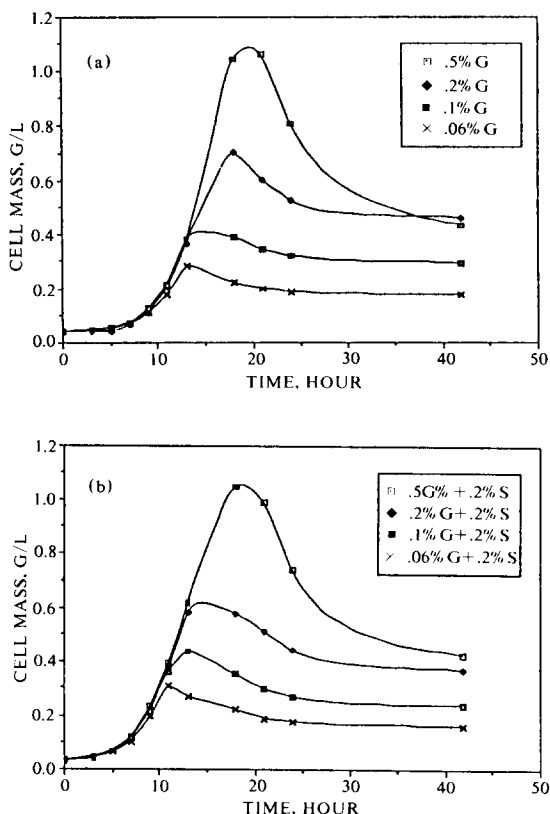 1.2
(a)
1.0
0.8
0.6
0.4
0.2
0.0
CELL MASS, G/L
.5% G
.2% G
.1% G
.06% G
0 10 20 30 40 50
TIME, HOUR
1.2
(b)
1.0
0.8
0.6
0.4
0.2
0.0
CELL MASS, G/L
.5G% + .2% S
.2% G+.2% S
.1% G+.2% S
.06% G+.2% S
0 10 20 30 40 50
TIME, HOUR